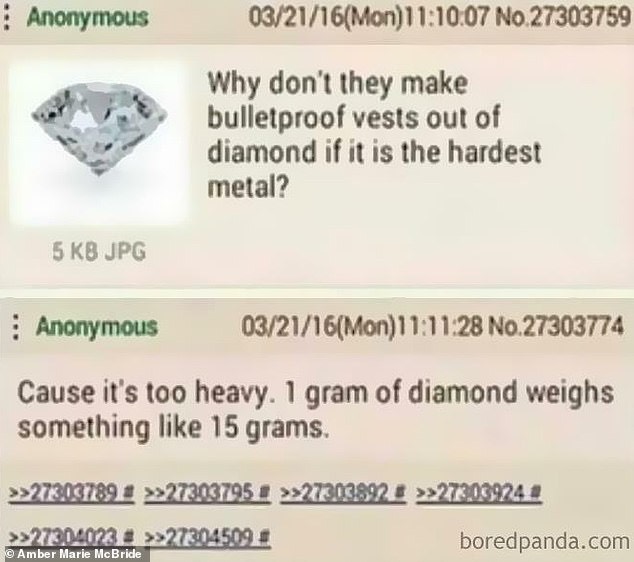 Anonymous 03/21/16(Mon)11:10:07 No.27303759
Why don't they make
bulletproof vests out of
diamond if it is the hardest
metal?
5 KB JPG
Anonymous 03/21/16(Mon)11:11:28 No.27303774
Cause it's too heavy. 1 gram of diamond weighs
something like 15 grams.
>>27303789 # >>27303795 # >>27303892 # >>27303924 #
>>27304023 # >>27304509 #
boredpanda.com
© Amber Marie McBride